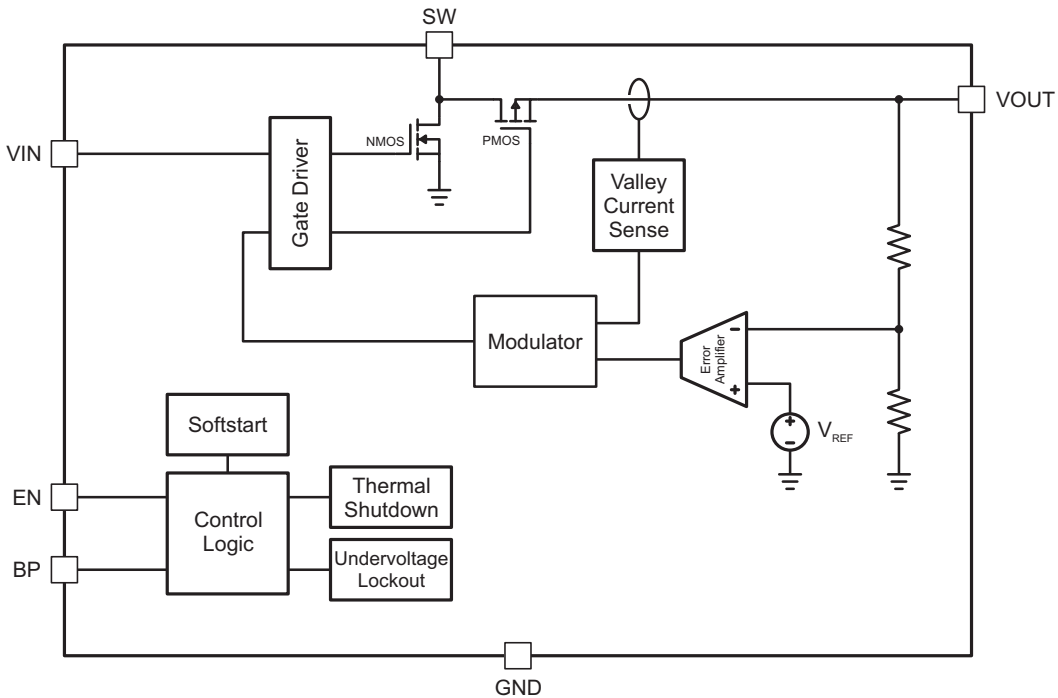 SW
VOUT
VIN
Gate Driver
NMOS
PMOS
Valley
Current
Sense
Modulator
Error
Amplifier
-
+
+
-
VREF
Softstart
EN
BP
Control
Logic
Thermal
Shutdown
Undervoltage
Lockout
GND